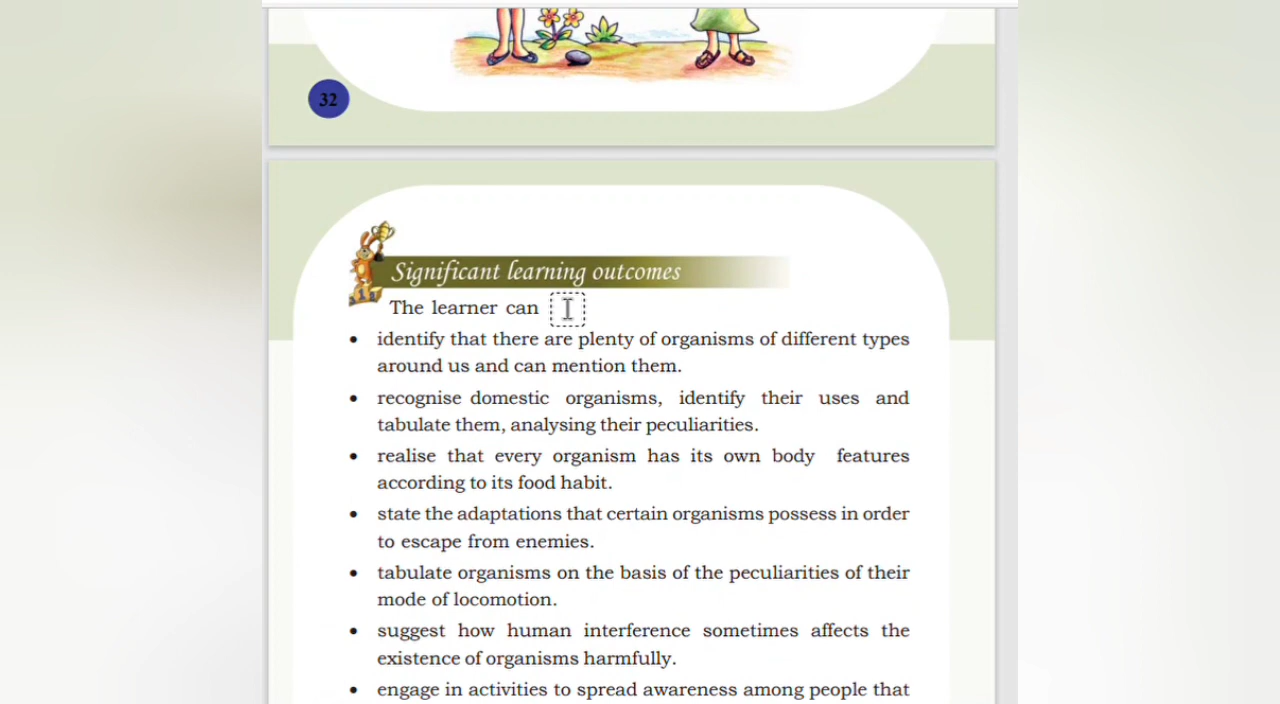 32
Significant learning outcomes
The learner can
• identify that there are plenty of organisms of different types
around us and can mention them.
• recognise domestic organisms, identify their uses and
tabulate them, analysing their peculiarities.
• realise that every organism has its own body features
according to its food habit.
• state the adaptations that certain organisms possess in order
to escape from enemies.
• tabulate organisms on the basis of the peculiarities of their
mode of locomotion.
• suggest how human interference sometimes affects the
existence of organisms harmfully.
• engage in activities to spread awareness among people that